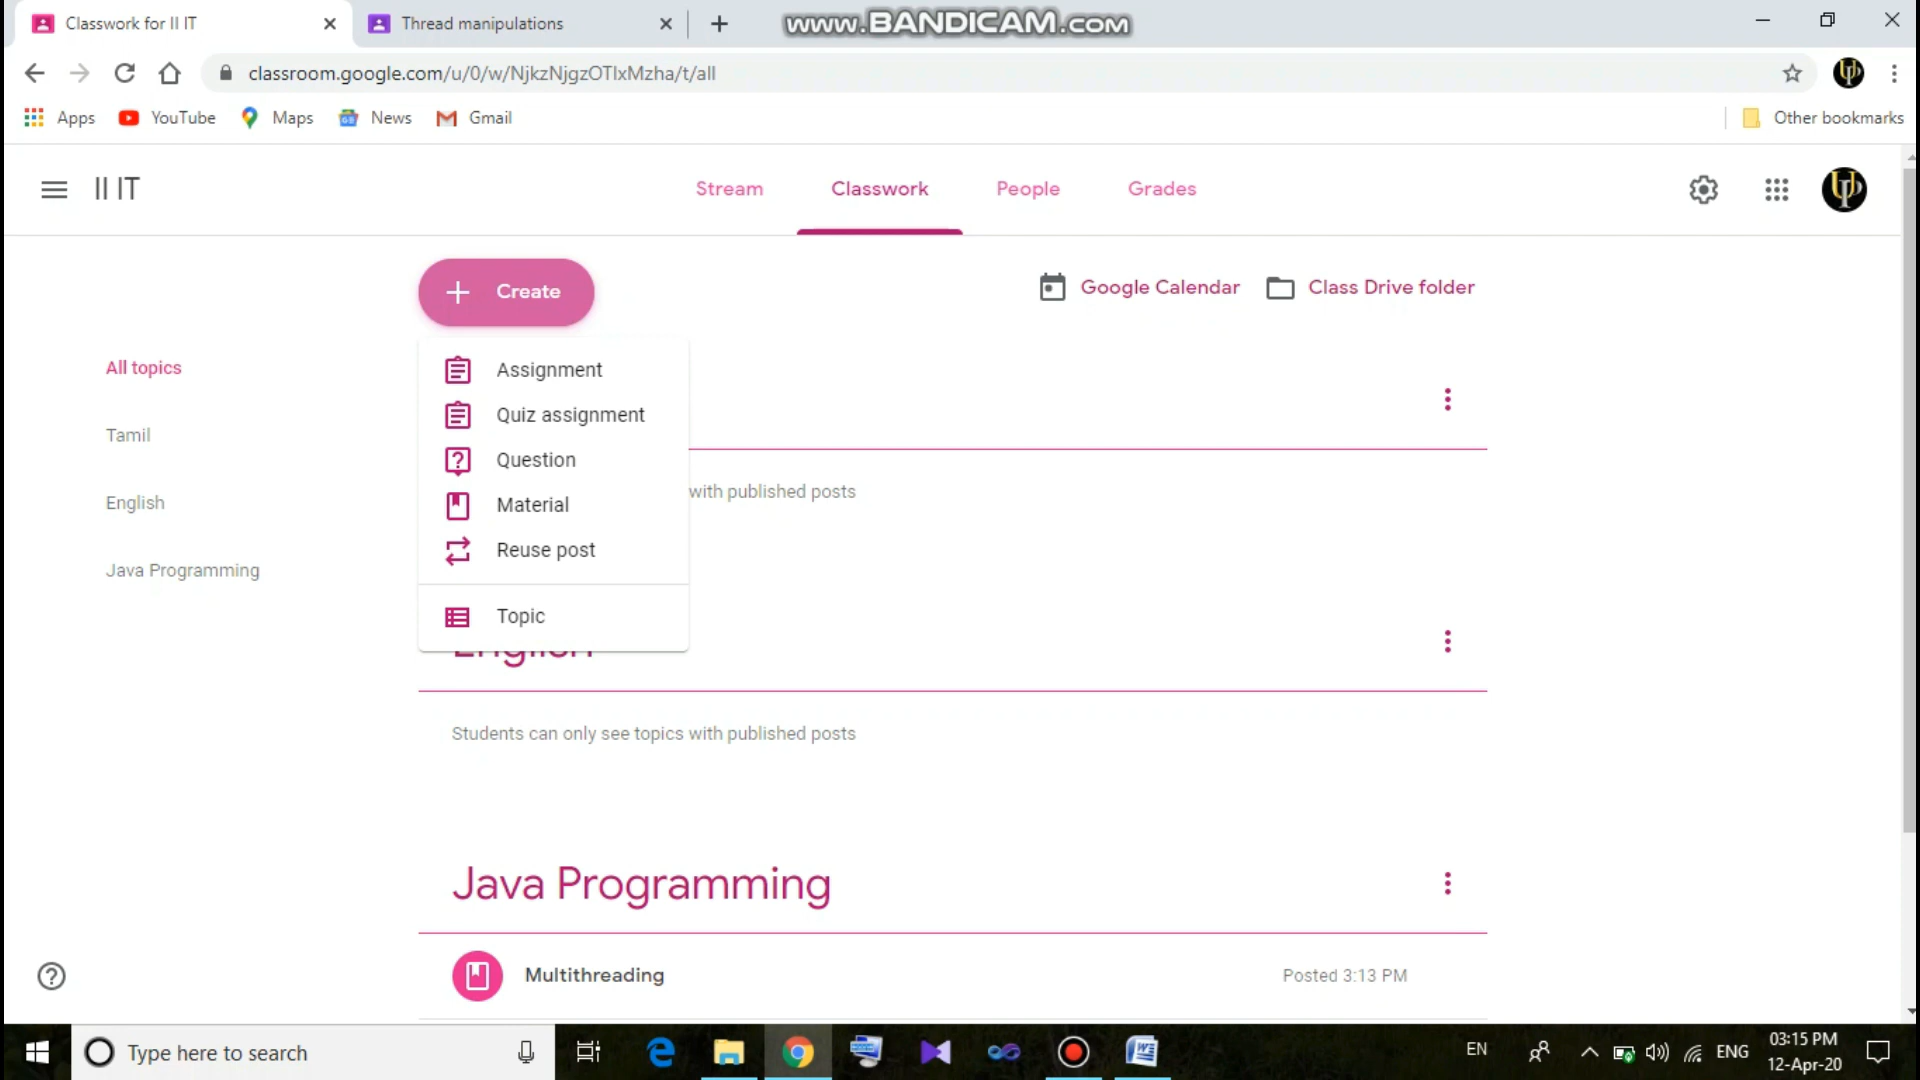 Classwork for II IT
Thread manipulations
www.BANDICAM.com
classroom.google.com/u/0/w/NjkzNjgzOTIxMzha/t/all
Apps
YouTube
Maps
News
Gmail
Other bookmarks
II IT
Stream
Classwork
People
Grades
Create
Google Calendar
Class Drive folder
All topics
Tamil
English
Java Programming
Assignment
Quiz assignment
Question
Material
Reuse post
Topic
with published posts
English
Students can only see topics with published posts
Java Programming
Multithreading
Posted 3:13 PM
Type here to search
EN
ENG
03:15 PM
12-Apr-20